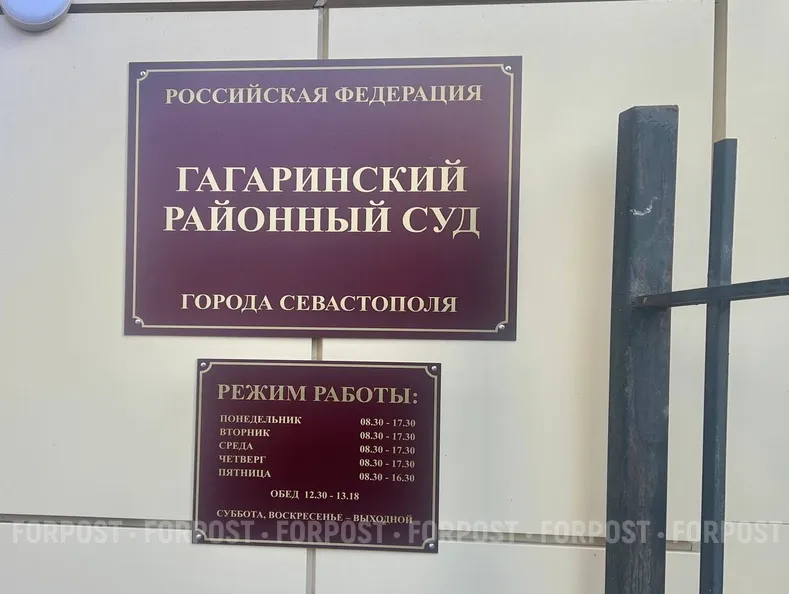 РОССИЙСКАЯ ФЕДЕРАЦИЯ
ГАГАРИНСКИЙ
РАЙОННЫЙ СУД
ГОРОДА СЕВАСТОПОЛЯ
РЕЖИМ РАБОТЫ:
ПОНЕДЕЛЬНИК 08.30 - 17.30
ВТОРНИК 08.30 - 17.30
СРЕДА 08.30 - 17.30
ЧЕТВЕРГ 08.30 - 17.30
ПЯТНИЦА 08.30 - 16.30
ОБЕД 12.30 - 13.18
СУББОТА, ВОСКРЕСЕНЬЕ – ВЫХОДНОЙ
FORPOST · FORPOST · FORPOST · FORPOST · FORPOST · FORPOST